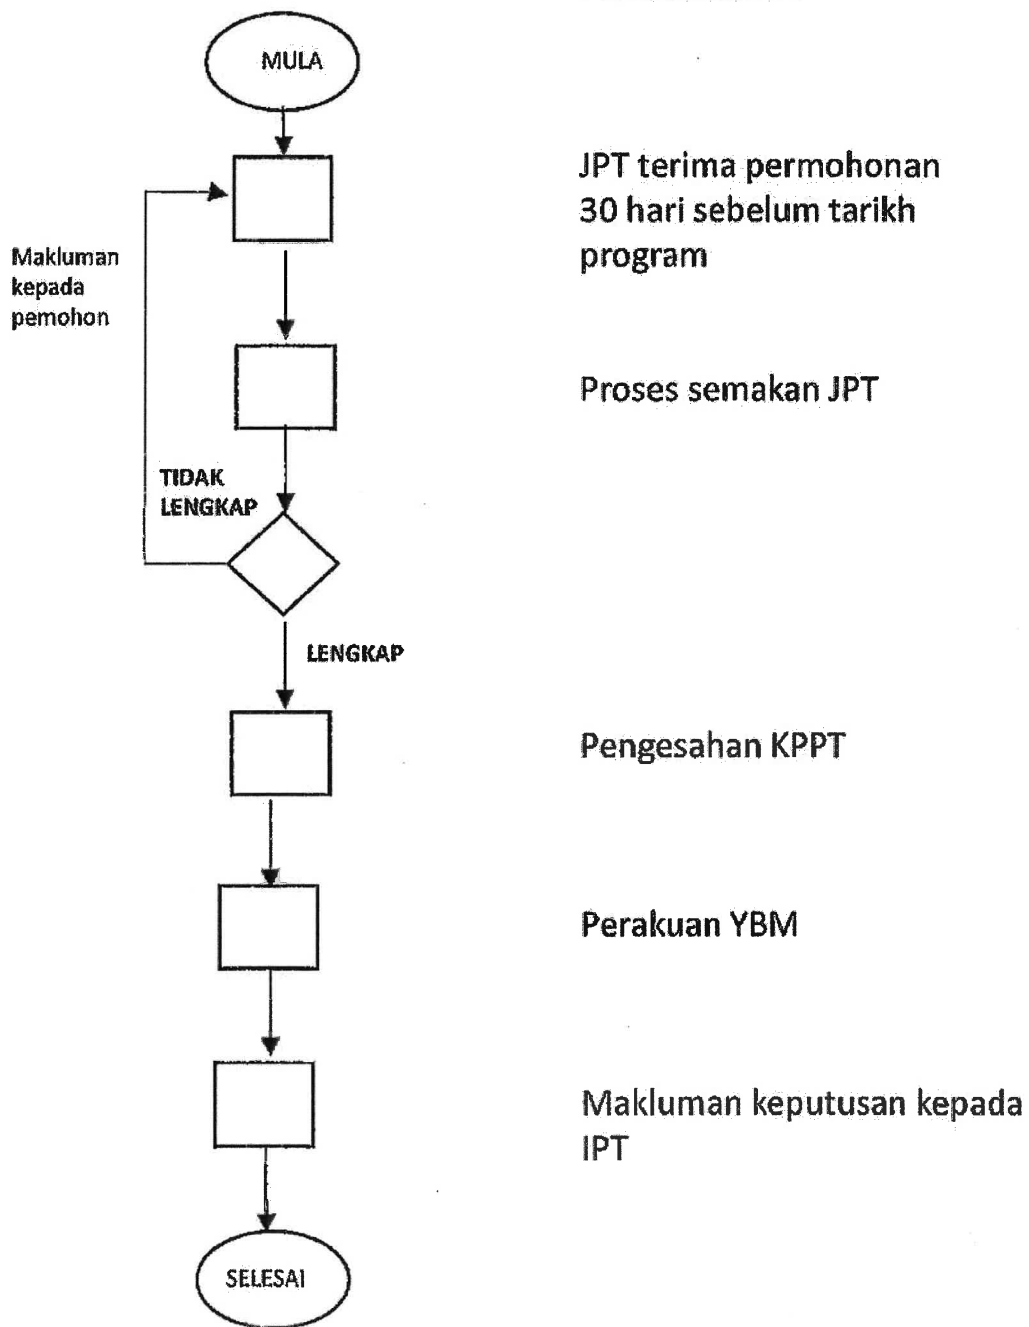 MULA
JPT terima permohonan
30 hari sebelum tarikh
program
Makluman
kepada
pemohon
Proses semakan JPT
TIDAK
LENGKAP
LENGKAP
Pengesahan KPPT
Perakuan YBM
Makluman keputusan kepada
IPT
SELESAI